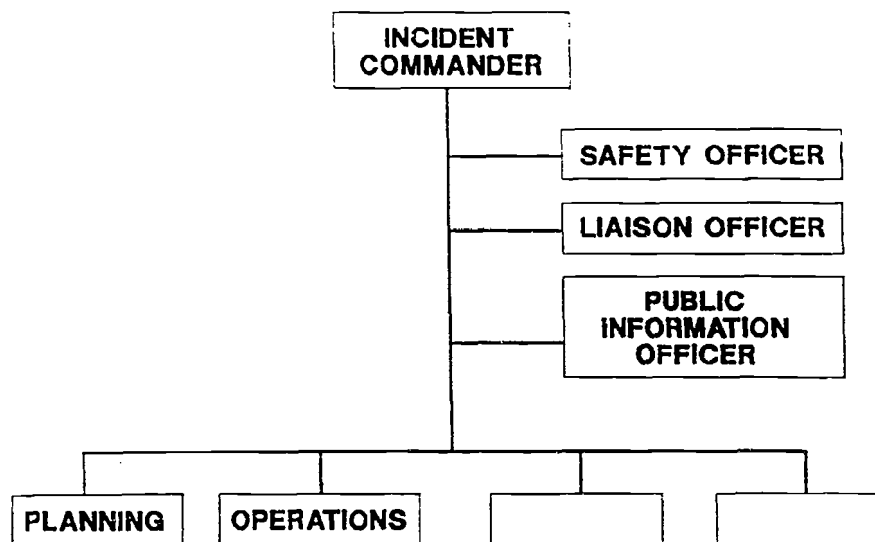 INCIDENT
COMMANDER
SAFETY OFFICER
LIAISON OFFICER
PUBLIC
INFORMATION
OFFICER
PLANNING
OPERATIONS